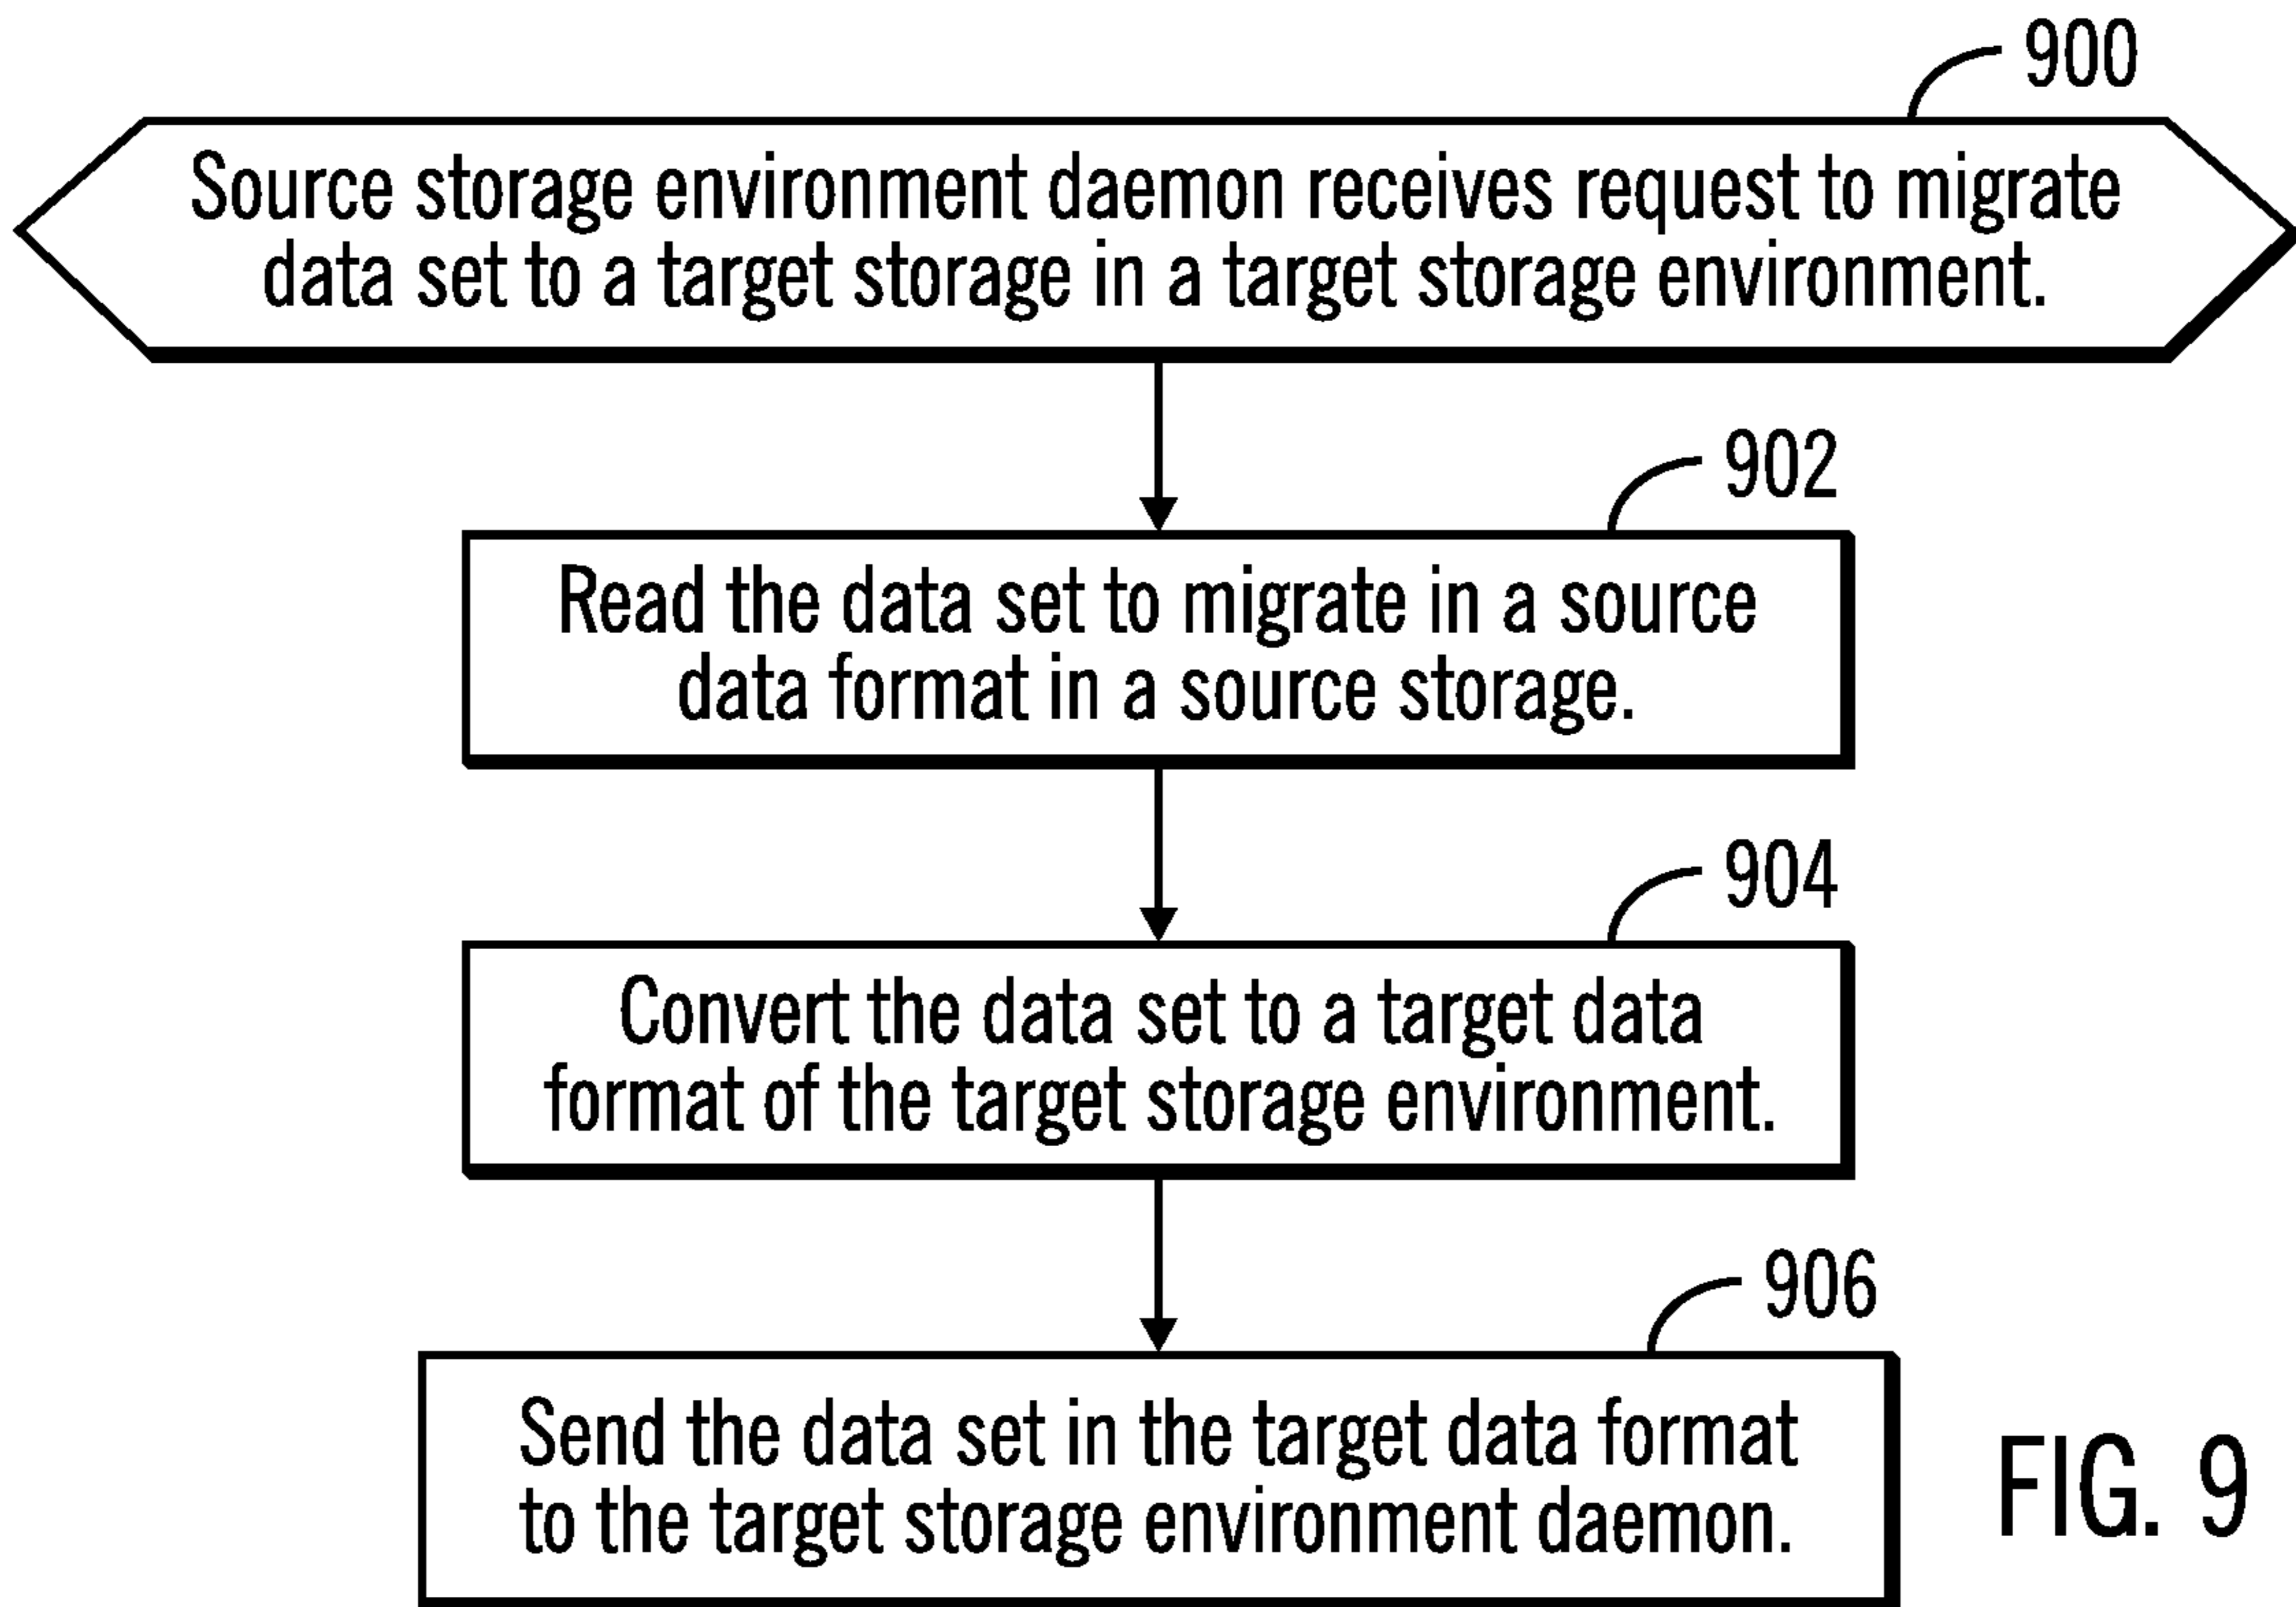 900
Source storage environment daemon receives request to migrate
data set to a target storage in a target storage environment.
902
Read the data set to migrate in a source
data format in a source storage.
904
Convert the data set to a target data
format of the target storage environment.
906
Send the data set in the target data format
to the target storage environment daemon.
FIG. 9